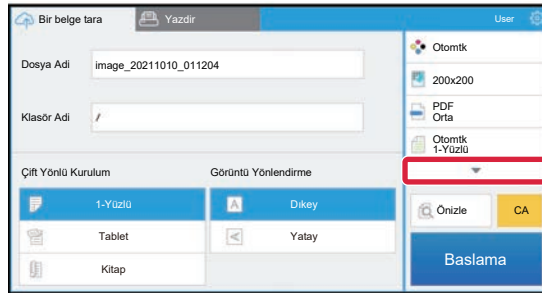 Bir belge tara
Yazdir
User
Dosya Adi
image_20211010_011204
Klasör Adi
/
Çift Yönlü Kurulum
Görüntü Yönlendirme
1-Yüzlü
Tablet
Kitap
A
Dıkey
Yatay
Otomtk
200x200
PDF
Orta
Otomtk
1-Yüzlü
Önizle
CA
Baslama